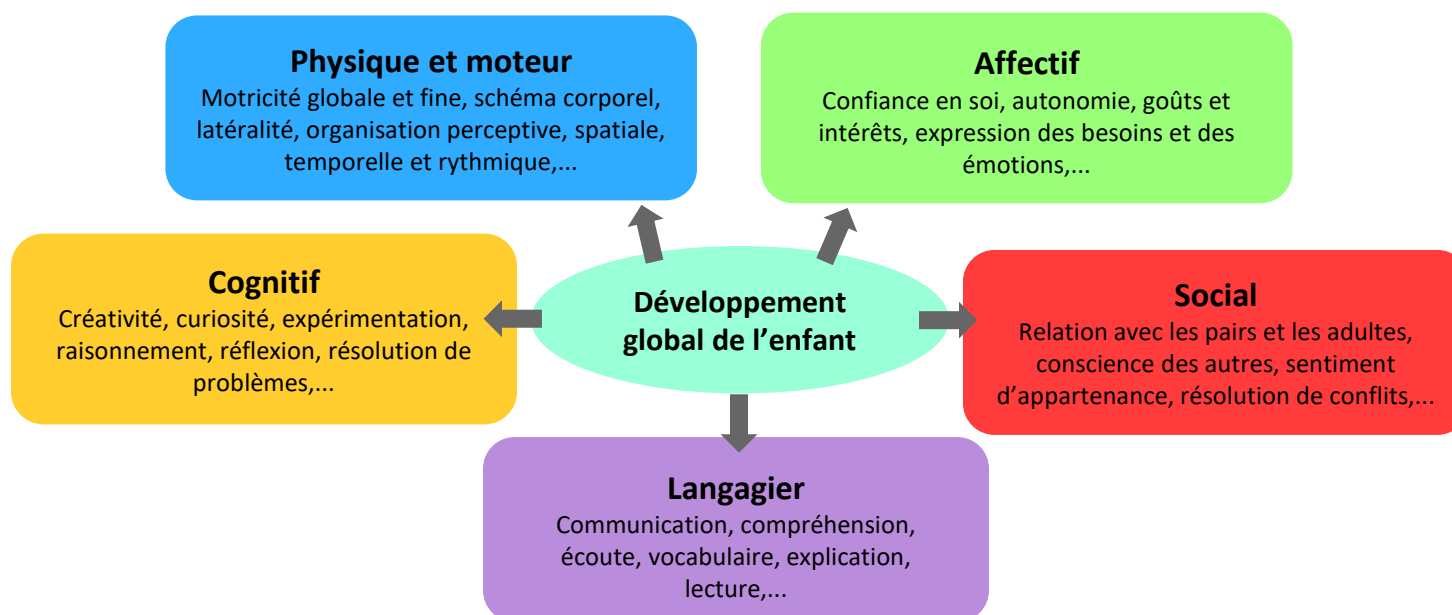 Physique et moteur
Motricité globale et fine, schéma corporel,
latéralité, organisation perceptive, spatiale,
temporelle et rythmique,...
Affectif
Confiance en soi, autonomie, goûts et
intérêts, expression des besoins et des
émotions,...
Cognitif
Créativité, curiosité, expérimentation,
raisonnement, réflexion, résolution de
problèmes,...
Développement
global de l’enfant
Social
Relation avec les pairs et les adultes,
conscience des autres, sentiment
d’appartenance, résolution de conflits,...
Langagier
Communication, compréhension,
écoute, vocabulaire, explication,
lecture,...